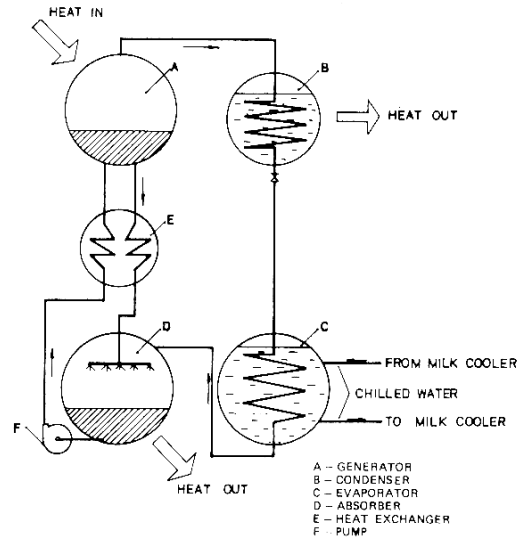 HEAT IN
A
B
HEAT OUT
E
D
C
FROM MILK COOLER
CHILLED WATER
TO MILK COOLER
F
HEAT OUT
A - GENERATOR
B - CONDENSER
C - EVAPORATOR
D - ABSORBER
E - HEAT EXCHANGER
F - PUMP